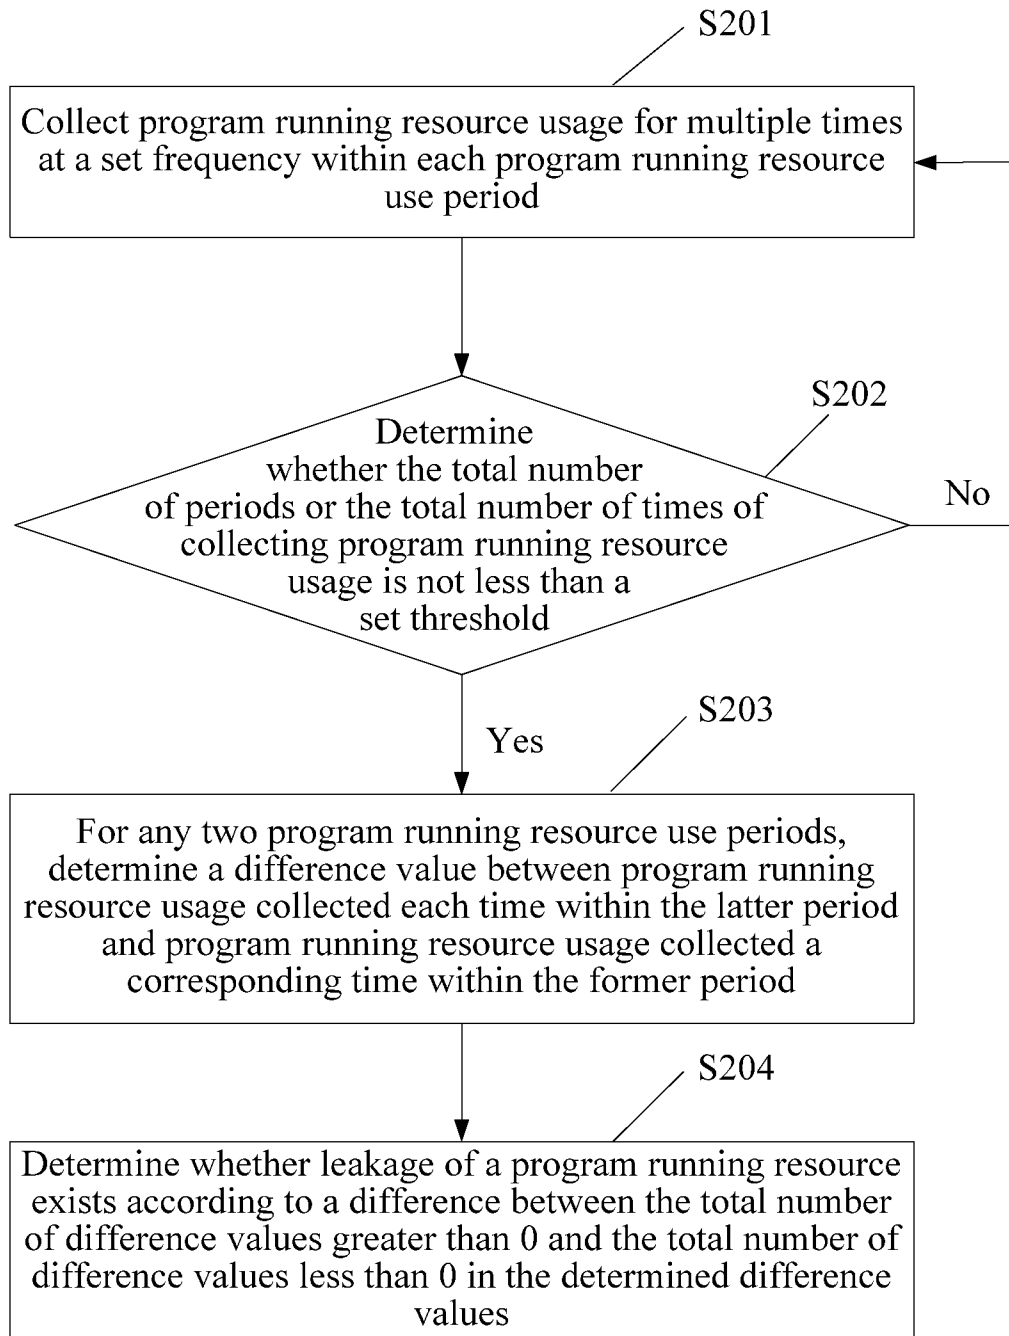 S201
Collect program running resource usage for multiple times
at a set frequency within each program running resource
use period
S202
Determine
whether the total number
of periods or the total number of times of
collecting program running resource
usage is not less than a
set threshold
No
Yes
S203
For any two program running resource use periods,
determine a difference value between program running
resource usage collected each time within the latter period
and program running resource usage collected a
corresponding time within the former period
S204
Determine whether leakage of a program running resource
exists according to a difference between the total number
of difference values greater than 0 and the total number of
difference values less than 0 in the determined difference
values